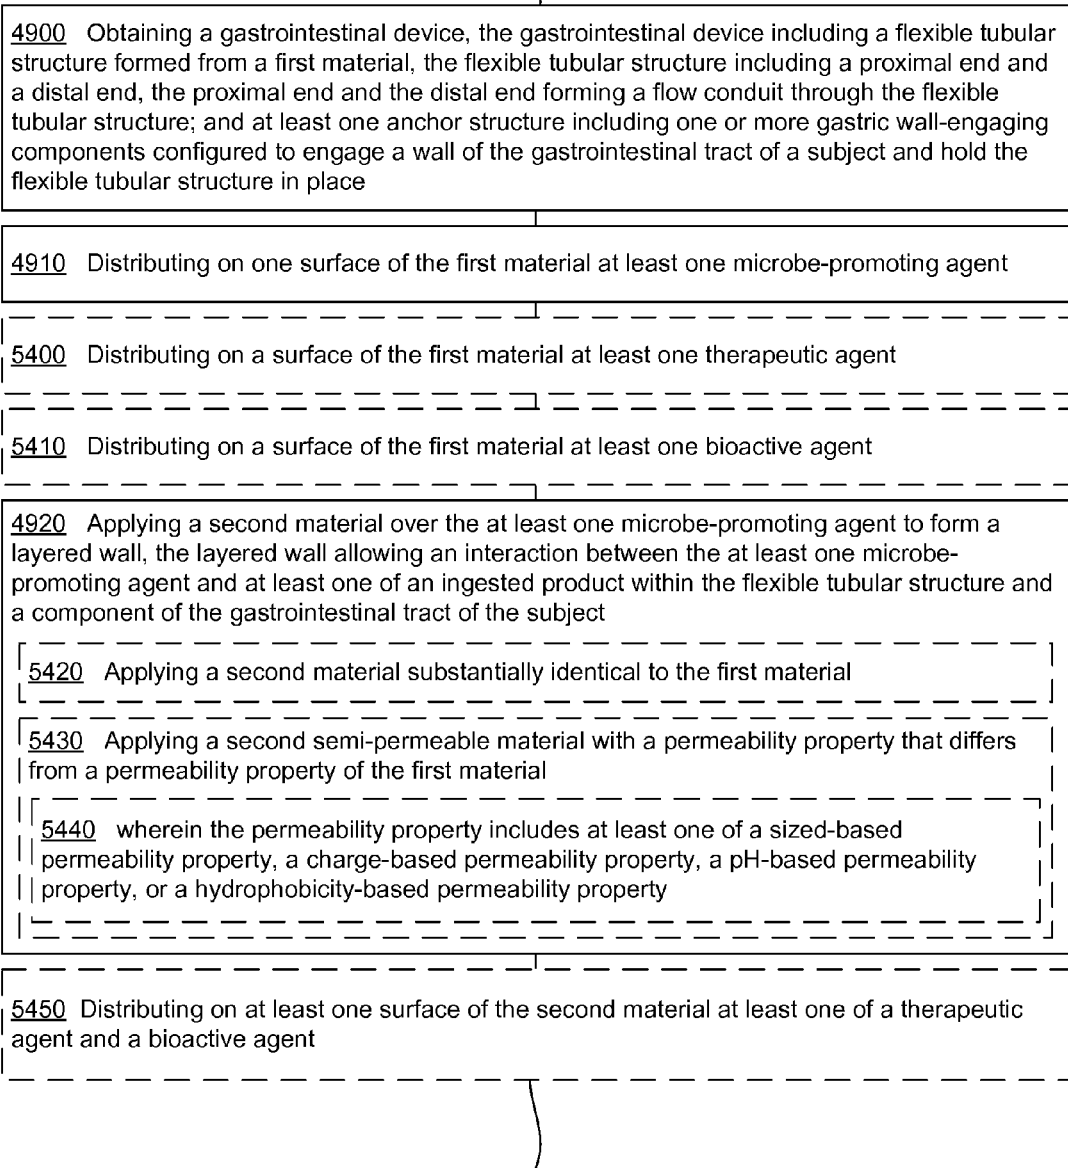 4900 Obtaining a gastrointestinal device, the gastrointestinal device including a flexible tubular
structure formed from a first material, the flexible tubular structure including a proximal end and
a distal end, the proximal end and the distal end forming a flow conduit through the flexible
tubular structure; and at least one anchor structure including one or more gastric wall-engaging
components configured to engage a wall of the gastrointestinal tract of a subject and hold the
flexible tubular structure in place
4910 Distributing on one surface of the first material at least one microbe-promoting agent
5400 Distributing on a surface of the first material at least one therapeutic agent
5410 Distributing on a surface of the first material at least one bioactive agent
4920 Applying a second material over the at least one microbe-promoting agent to form a
layered wall, the layered wall allowing an interaction between the at least one microbe-
promoting agent and at least one of an ingested product within the flexible tubular structure and
a component of the gastrointestinal tract of the subject
5420 Applying a second material substantially identical to the first material
5430 Applying a second semi-permeable material with a permeability property that differs
from a permeability property of the first material
5440 wherein the permeability property includes at least one of a sized-based
permeability property, a charge-based permeability property, a pH-based permeability
property, or a hydrophobicity-based permeability property
5450 Distributing on at least one surface of the second material at least one of a therapeutic
agent and a bioactive agent